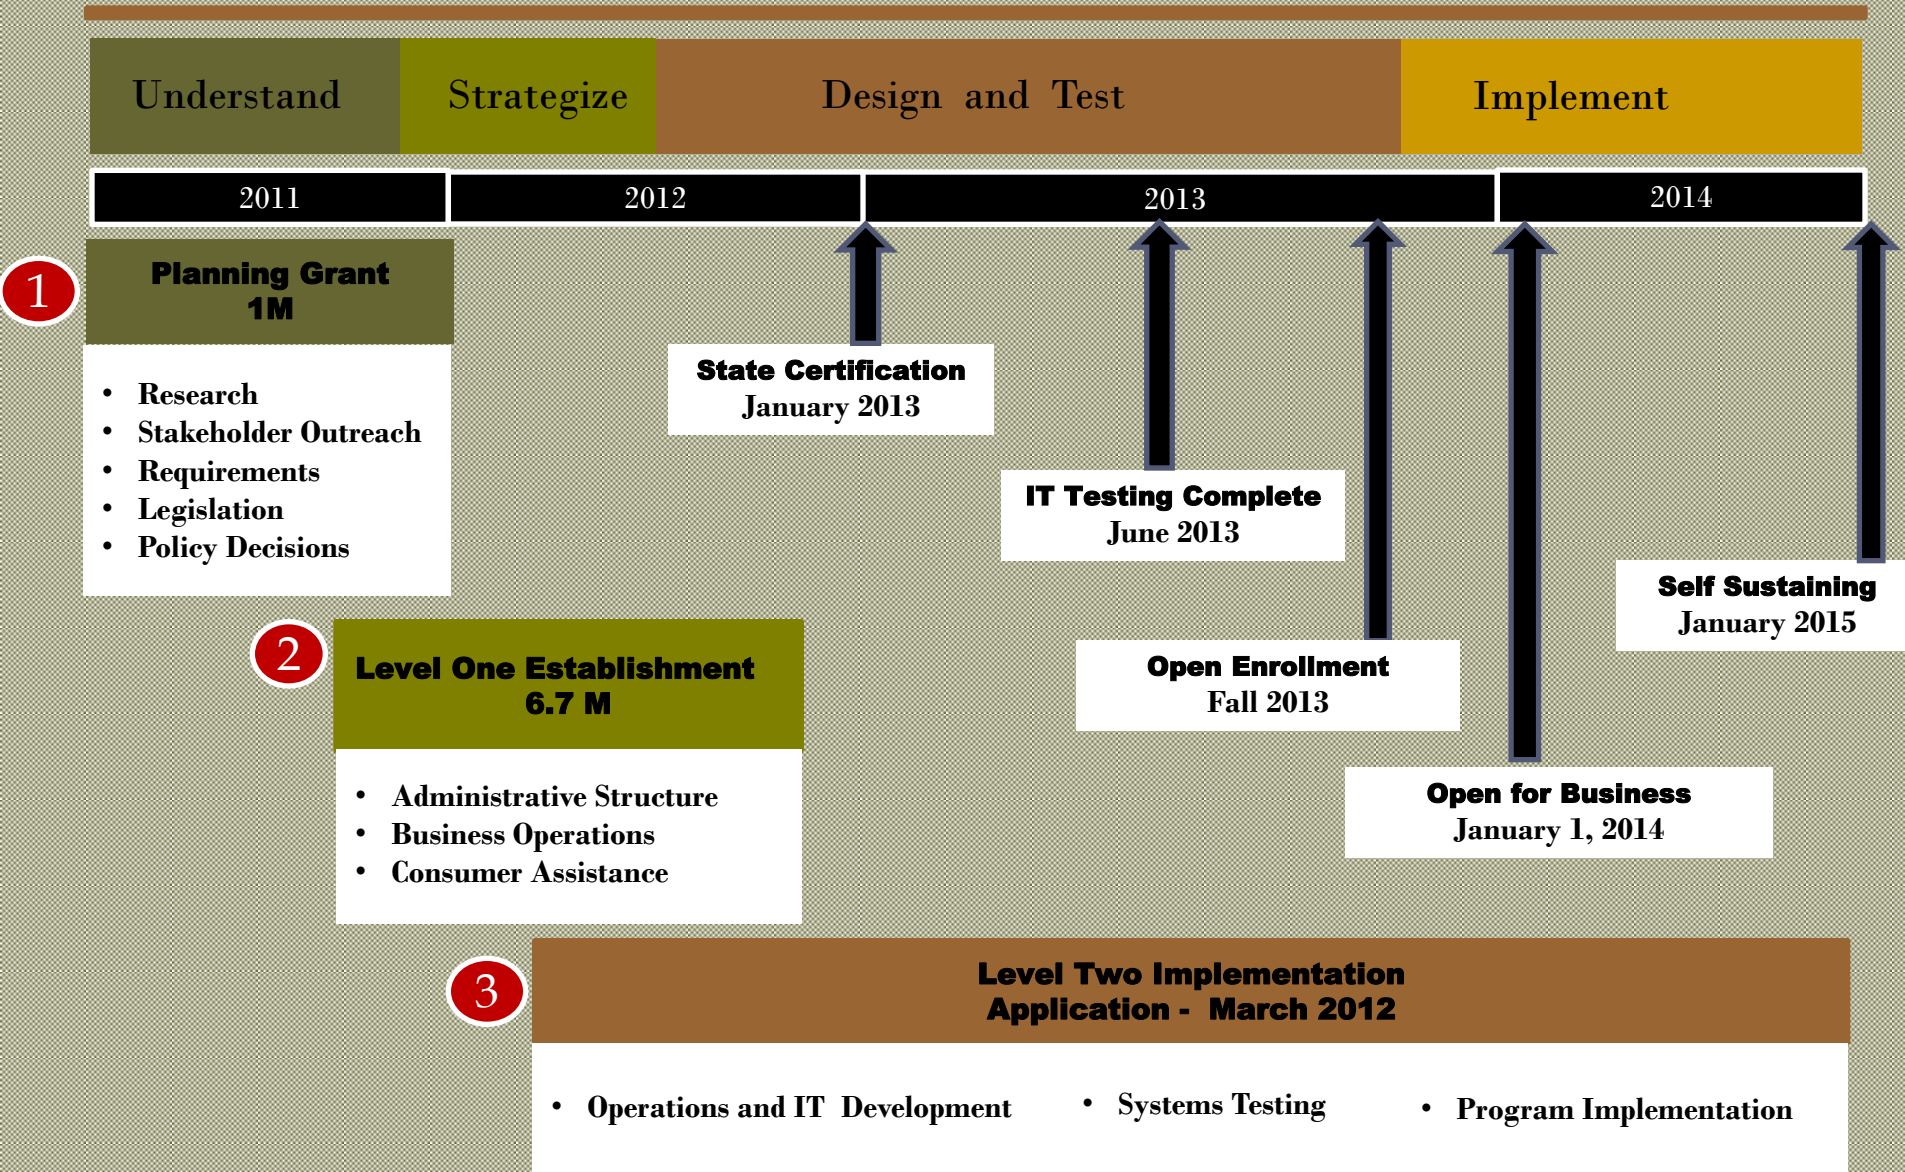 Understand
Strategize
Design and Test
Implement
2011
2012
2013
2014
1
Planning Grant
1M
• Research
• Stakeholder Outreach
• Requirements
• Legislation
• Policy Decisions
State Certification
January 2013
IT Testing Complete
June 2013
Self Sustaining
January 2015
2
Level One Establishment
6.7 M
• Administrative Structure
• Business Operations
• Consumer Assistance
Open Enrollment
Fall 2013
Open for Business
January 1, 2014
3
Level Two Implementation
Application - March 2012
• Operations and IT Development
• Systems Testing
• Program Implementation